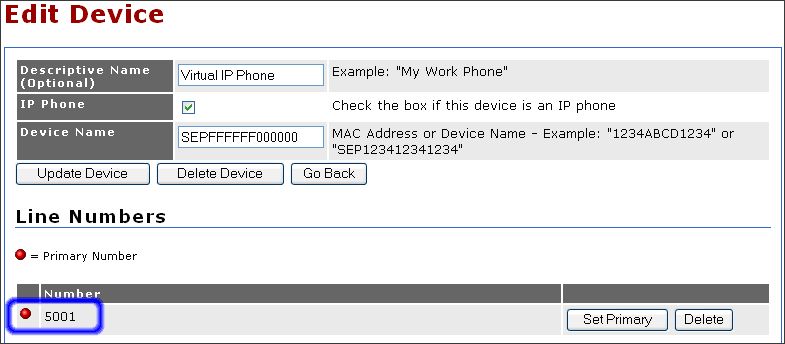 Edit Device
Descriptive Name (Optional) Virtual IP Phone Example: "My Work Phone"
IP Phone Check the box if this device is an IP phone
Device Name SEPFFFFFF000000 MAC Address or Device Name - Example: "1234ABCD1234" or "SEP123412341234"
Update Device Delete Device Go Back
Line Numbers
= Primary Number
Number
5001 Set Primary Delete